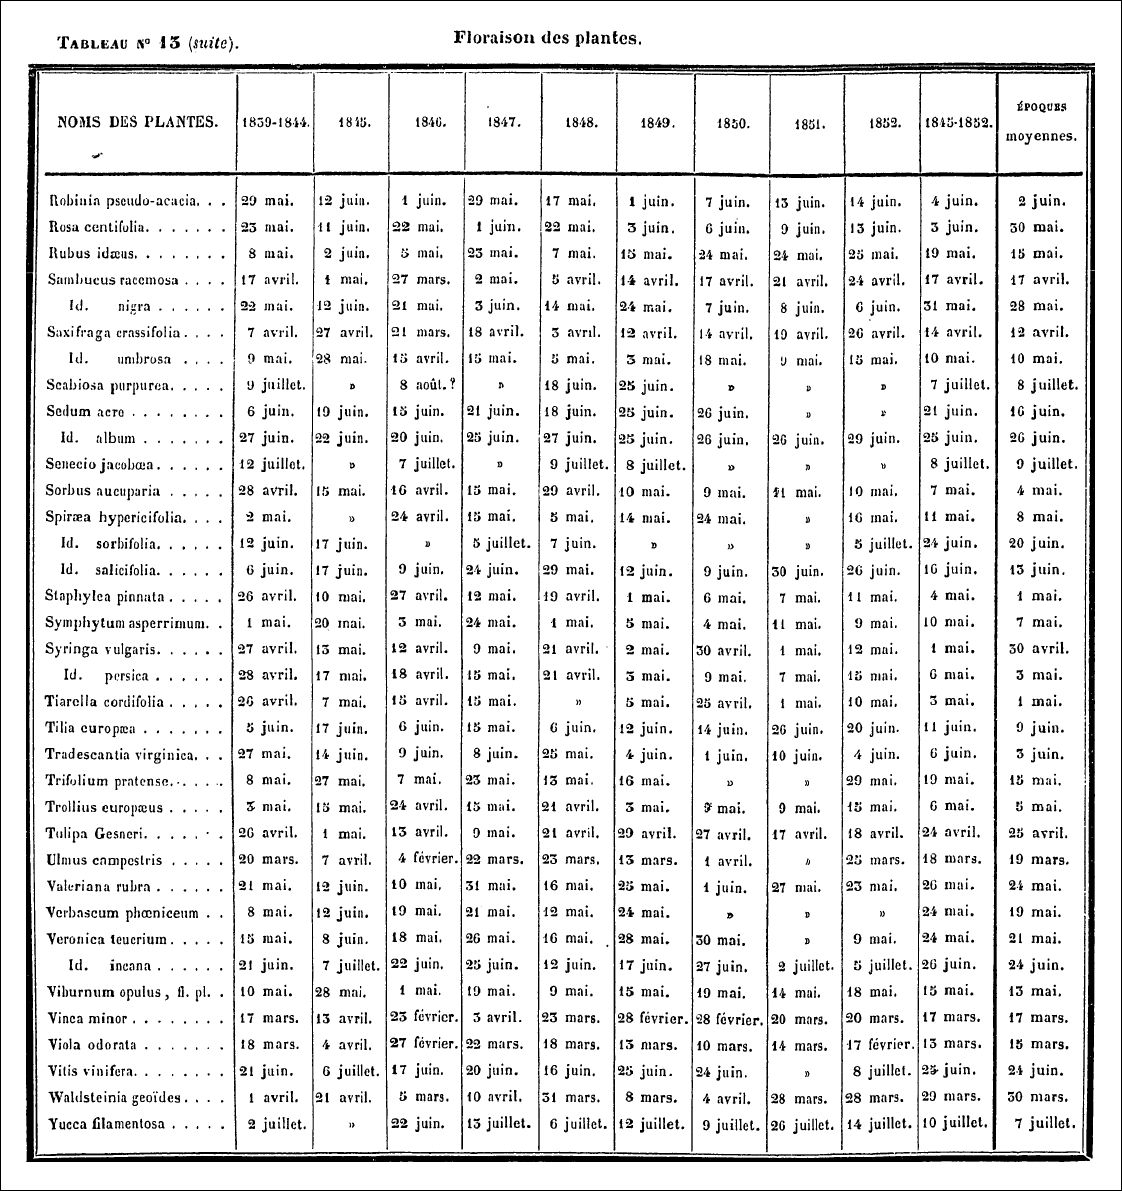 TABLEAU N° 13 (suite).
Floraison des plantes.
NOMS DES PLANTES. 1839-1844. 1845. 1846. 1847. 1848. 1849. 1850. 1851. 1852. 1845-1852. ÉPOQUES moyennes.
Robinia pseudo-acacia. . . 29 mai. 12 juin. 1 juin. 29 mai. 17 mai. 1 juin. 7 juin. 13 juin. 14 juin. 4 juin. 2 juin.
Rosa centifolia. . . . . . . 23 mai. 11 juin. 22 mai. 1 juin. 22 mai. 3 juin. 6 juin. 9 juin. 13 juin. 3 juin. 30 mai.
Rubus idæus. . . . . . . . 8 mai. 2 juin. 5 mai. 23 mai. 7 mai. 15 mai. 24 mai. 24 mai. 25 mai. 19 mai. 15 mai.
Sambucus racemosa . . . . 17 avril. 1 mai. 27 mars. 2 mai. 5 avril. 14 avril. 17 avril. 21 avril. 24 avril. 17 avril. 17 avril.
Id. nigra . . . . . . 22 mai. 12 juin. 21 mai. 3 juin. 14 mai. 24 mai. 7 juin. 8 juin. 6 juin. 31 mai. 28 mai.
Saxifraga crassifolia . . . . 7 avril. 27 avril. 21 mars. 18 avril. 3 avril. 12 avril. 14 avril. 19 avril. 26 avril. 14 avril. 12 avril.
Id. umbrosa . . . . 9 mai. 28 mai. 15 avril. 15 mai. 5 mai. 3 mai. 18 mai. 9 mai. 15 mai. 10 mai. 10 mai.
Scabiosa purpurea. . . . . 9 juillet. » 8 août. ? » 18 juin. 25 juin. » » » 7 juillet. 8 juillet.
Sedum acre . . . . . . . . 6 juin. 19 juin. 15 juin. 21 juin. 18 juin. 25 juin. 26 juin. » » 21 juin. 16 juin.
Id. album . . . . . . . 27 juin. 22 juin. 20 juin. 25 juin. 27 juin. 25 juin. 26 juin. 26 juin. 29 juin. 25 juin. 26 juin.
Senecio jacobœa. . . . . . 12 juillet. » 7 juillet. » 9 juillet. 8 juillet. » » » 8 juillet. 9 juillet.
Sorbus aucuparia . . . . . 28 avril. 15 mai. 16 avril. 15 mai. 29 avril. 10 mai. 9 mai. 11 mai. 10 mai. 7 mai. 4 mai.
Spiræa hypericifolia. . . . 2 mai. » 24 avril. 15 mai. 5 mai. 14 mai. 24 mai. » 16 mai. 11 mai. 8 mai.
Id. sorbifolia. . . . . . 12 juin. 17 juin. » 5 juillet. 7 juin. » » » 5 juillet. 24 juin. 20 juin.
Id. salicifolia. . . . . . 6 juin. 17 juin. 9 juin. 24 juin. 29 mai. 12 juin. 9 juin. 30 juin. 26 juin. 16 juin. 13 juin.
Staphylea pinnata . . . . . 26 avril. 10 mai. 27 avril. 12 mai. 19 avril. 1 mai. 6 mai. 7 mai. 11 mai. 4 mai. 1 mai.
Symphytum asperrimum. . 1 mai. 20 mai. 3 mai. 24 mai. 1 mai. 5 mai. 4 mai. 11 mai. 9 mai. 10 mai. 7 mai.
Syringa vulgaris. . . . . . 27 avril. 13 mai. 12 avril. 9 mai. 21 avril. 2 mai. 30 avril. 1 mai. 12 mai. 1 mai. 30 avril.
Id. persica . . . . . . 28 avril. 17 mai. 18 avril. 15 mai. 21 avril. 3 mai. 9 mai. 7 mai. 15 mai. 6 mai. 3 mai.
Tiarella cordifolia . . . . . 26 avril. 7 mai. 15 avril. 15 mai. » 5 mai. 25 avril. 1 mai. 10 mai. 3 mai. 1 mai.
Tilia europæa . . . . . . . 5 juin. 17 juin. 6 juin. 15 mai. 6 juin. 12 juin. 14 juin. 26 juin. 20 juin. 11 juin. 9 juin.
Tradescantia virginica. . . 27 mai. 14 juin. 9 juin. 8 juin. 25 mai. 4 juin. 1 juin. 10 juin. 4 juin. 6 juin. 3 juin.
Trifolium pratense. . . . . 8 mai. 27 mai. 7 mai. 23 mai. 13 mai. 16 mai. » » 29 mai. 19 mai. 15 mai.
Trollius europæus . . . . . 3 mai. 15 mai. 24 avril. 15 mai. 21 avril. 3 mai. 9 mai. 9 mai. 15 mai. 6 mai. 5 mai.
Tulipa Gesneri. . . . . . . 26 avril. 1 mai. 13 avril. 9 mai. 21 avril. 29 avril. 27 avril. 17 avril. 18 avril. 24 avril. 25 avril.
Ulmus campestris . . . . . 20 mars. 7 avril. 4 février. 22 mars. 23 mars. 13 mars. 1 avril. » 25 mars. 18 mars. 19 mars.
Valeriana rubra . . . . . . 21 mai. 12 juin. 10 mai. 31 mai. 16 mai. 25 mai. 1 juin. 27 mai. 23 mai. 26 mai. 24 mai.
Verbascum phœniceum . . 8 mai. 12 juin. 19 mai. 21 mai. 12 mai. 24 mai. » » » 24 mai. 19 mai.
Veronica teucrium . . . . . 15 mai. 8 juin. 18 mai. 26 mai. 16 mai. 28 mai. 30 mai. » 9 mai. 24 mai. 21 mai.
Id. incana . . . . . . 21 juin. 7 juillet. 22 juin. 25 juin. 12 juin. 17 juin. 27 juin. 2 juillet. 5 juillet. 26 juin. 24 juin.
Viburnum opulus, fl. pl. . 10 mai. 28 mai. 1 mai. 19 mai. 9 mai. 15 mai. 19 mai. 14 mai. 18 mai. 15 mai. 13 mai.
Vinca minor . . . . . . . . 17 mars. 13 avril. 23 février. 3 avril. 23 mars. 28 février. 28 février. 20 mars. 20 mars. 17 mars. 17 mars.
Viola odorata . . . . . . . 18 mars. 4 avril. 27 février. 22 mars. 18 mars. 13 mars. 10 mars. 14 mars. 17 février. 13 mars. 15 mars.
Vitis vinifera. . . . . . . . 21 juin. 6 juillet. 17 juin. 20 juin. 16 juin. 25 juin. 24 juin. » 8 juillet. 25 juin. 24 juin.
Waldsteinia geoïdes. . . . 1 avril. 21 avril. 5 mars. 10 avril. 31 mars. 8 mars. 4 avril. 28 mars. 28 mars. 29 mars. 30 mars.
Yucca filamentosa . . . . . 2 juillet. » 22 juin. 13 juillet. 6 juillet. 12 juillet. 9 juillet. 26 juillet. 14 juillet. 10 juillet. 7 juillet.